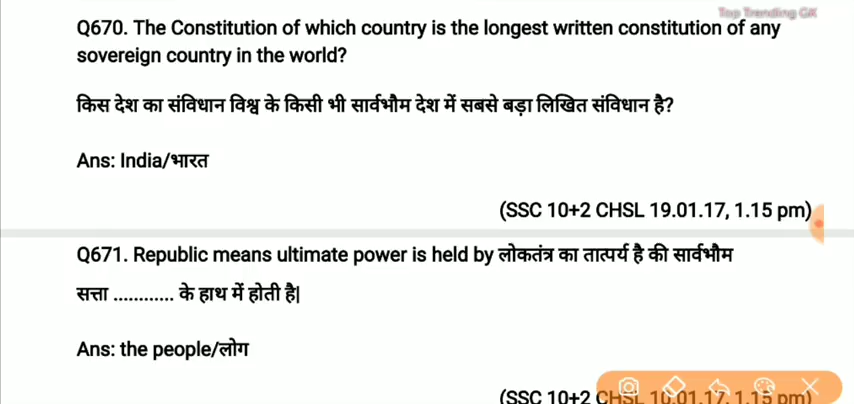 Top Trending GK
Q670. The Constitution of which country is the longest written constitution of any
sovereign country in the world?
किस देश का संविधान विश्व के किसी भी सार्वभौम देश में सबसे बड़ा लिखित संविधान है?
Ans: India/भारत
(SSC 10+2 CHSL 19.01.17, 1.15 pm)
Q671. Republic means ultimate power is held by लोकतंत्र का तात्पर्य है की सार्वभौम
सत्ता ............ के हाथ में होती है|
Ans: the people/लोग
(SSC 10+2 CHSL 10.01.17, 1.15 pm)